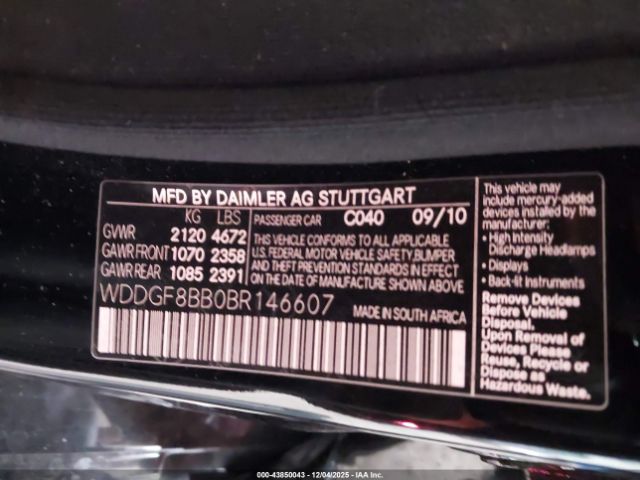 MFD BY DAIMLER AG STUTTGART
KG LBS
GVWR 2120 4672
GAWR FRONT 1070 2358
GAWR REAR 1085 2391
PASSENGER CAR C040 09/10
THIS VEHICLE CONFORMS TO ALL APPLICABLE
U.S. FEDERAL MOTOR VEHICLE SAFETY, BUMPER
AND THEFT PREVENTION STANDARDS IN EFFECT
ON THE DATE OF MANUFACTURE SHOWN ABOVE
WDDGF8BB0BR146607
MADE IN SOUTH AFRICA
This vehicle may
include mercury-added
devices installed by the
manufacturer:
• High Intensity
Discharge Headlamps
• Displays
• Back-lit Instruments
Remove Devices
Before Vehicle
Disposal.
Upon Removal of
Devices Please
Reuse, Recycle or
Dispose as
Hazardous Waste.
000-43850043 - 12/04/2025 - IAA, Inc.